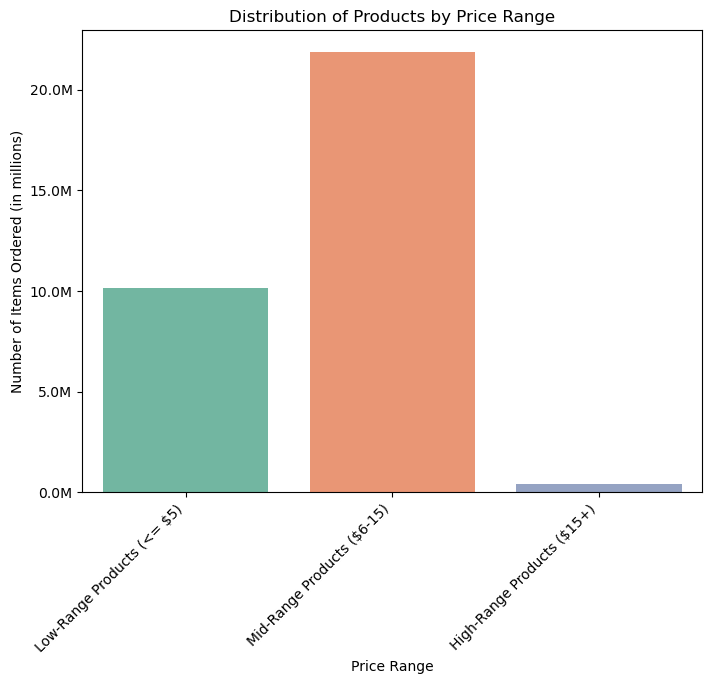 Distribution of Products by Price Range
Number of Items Ordered (in millions)
20.0M
15.0M
10.0M
5.0M
0.0M
Low-Range Products (<= $5)
Mid-Range Products ($6-15)
High-Range Products ($15+)
Price Range